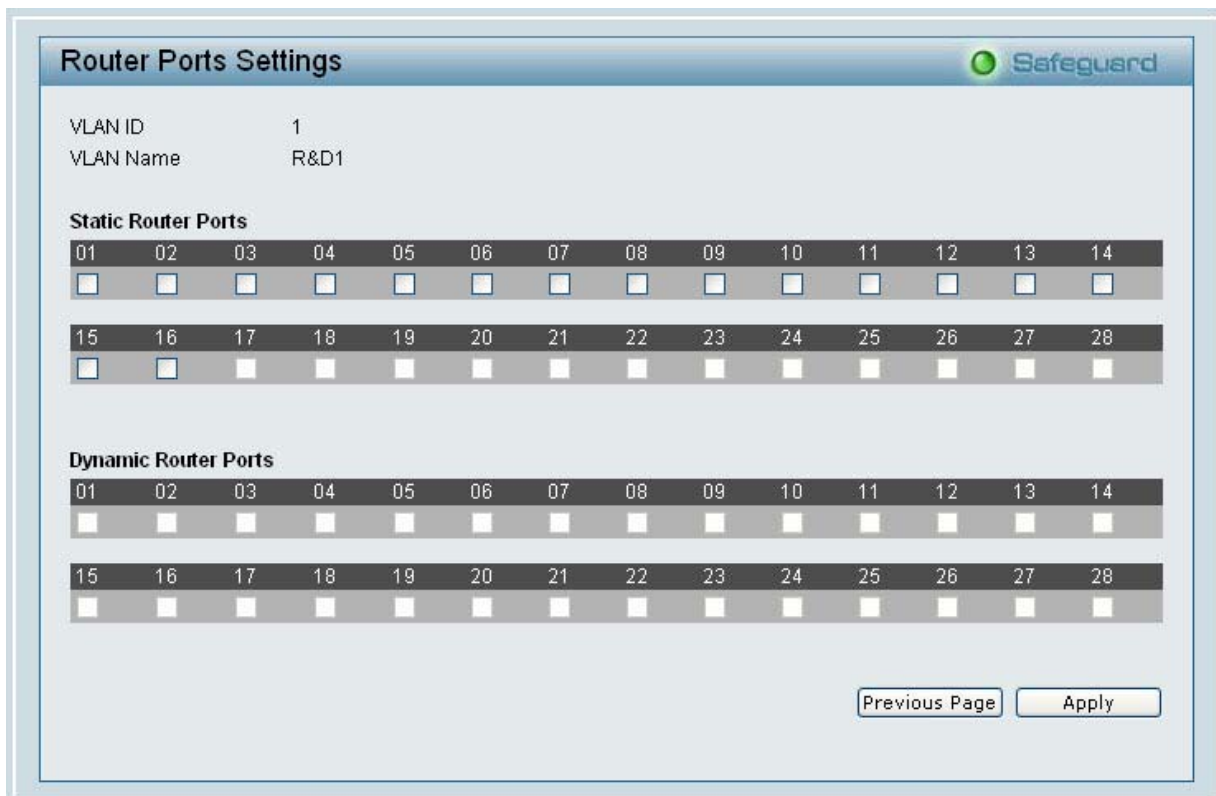 Router Ports Settings Safeguard
VLAN ID 1
VLAN Name R&D1
Static Router Ports
01 02 03 04 05 06 07 08 09 10 11 12 13 14
15 16 17 18 19 20 21 22 23 24 25 26 27 28
Dynamic Router Ports
01 02 03 04 05 06 07 08 09 10 11 12 13 14
15 16 17 18 19 20 21 22 23 24 25 26 27 28
Previous Page Apply